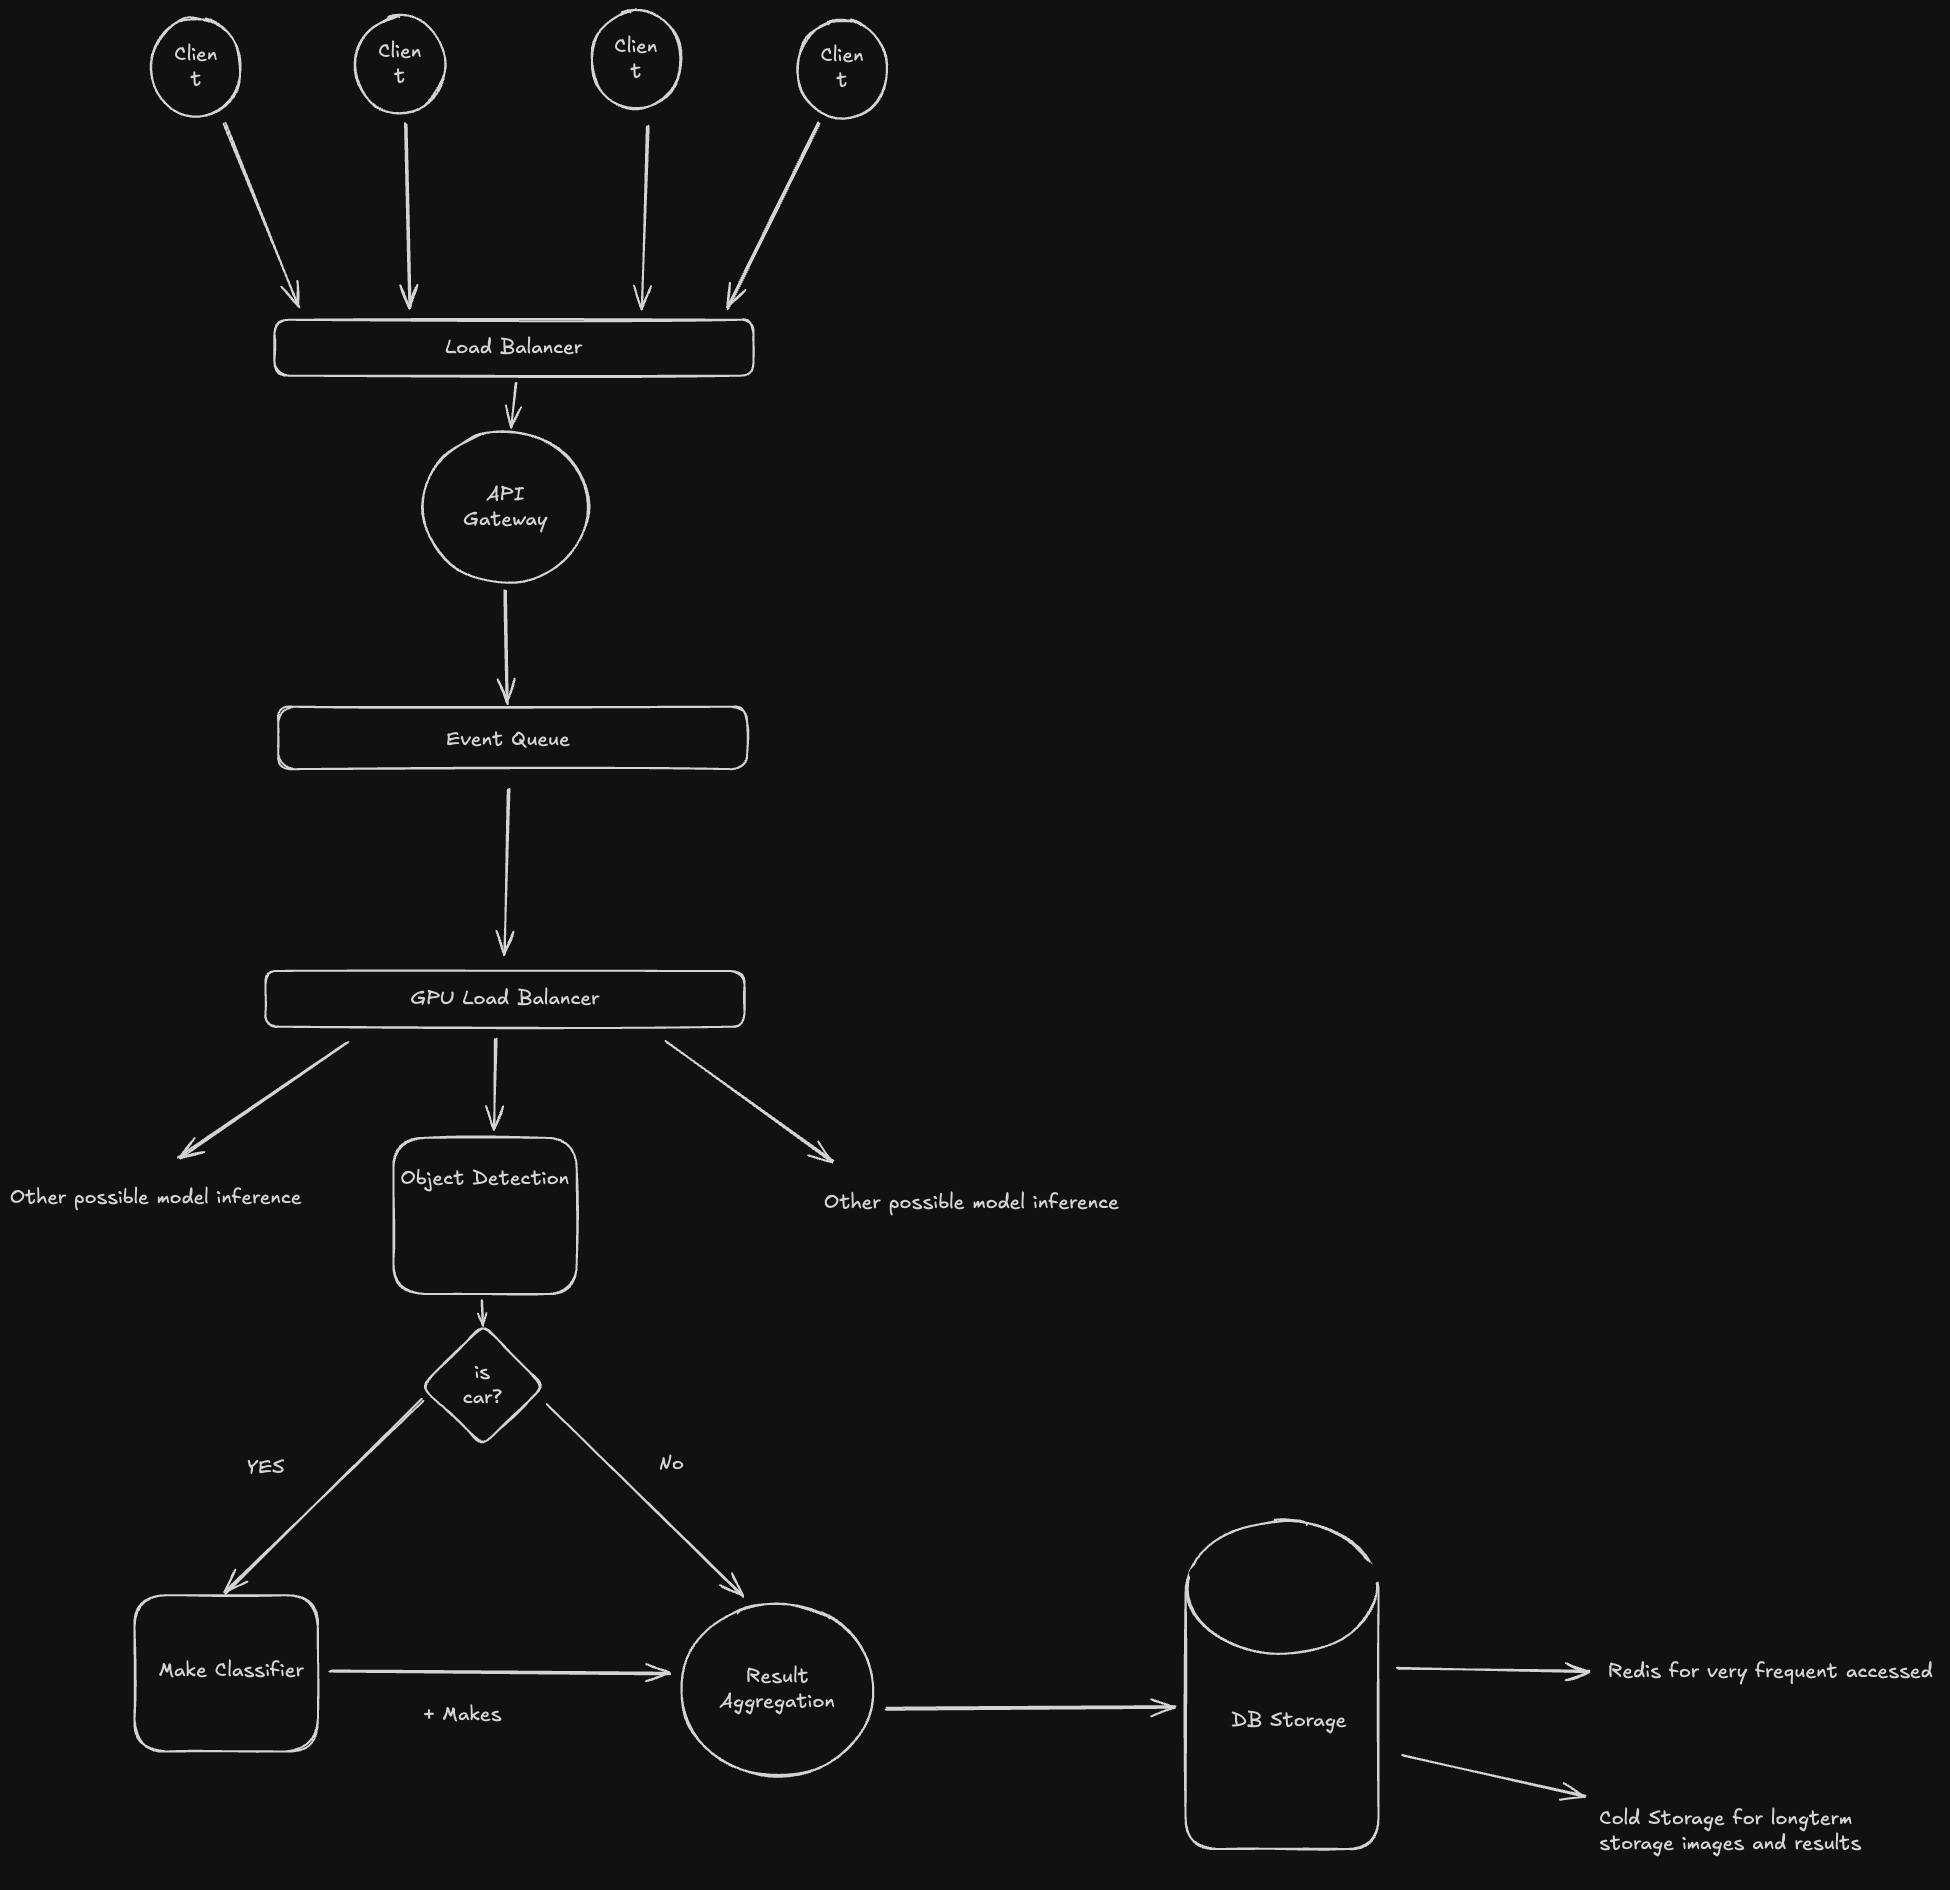 Clien
t
Clien
t
Clien
t
Clien
t
Load Balancer
API
Gateway
Event Queue
GPU Load Balancer
Object Detection
Other possible model inference
Other possible model inference
is
car?
YES
No
Make Classifier
+ Makes
Result
Aggregation
DB Storage
Redis for very frequent accessed
Cold Storage for longterm
storage images and results